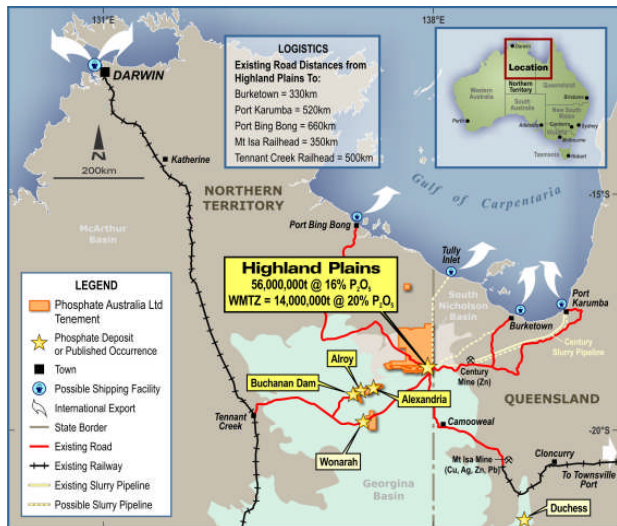 131°E
138°E
DARWIN
Katherine
200km
McArthur
Basin
NORTHERN
TERRITORY
LOGISTICS
Existing Road Distances from
Highland Plains To:
Burketown = 330km
Port Karumba = 520km
Port Bing Bong = 660km
Mt Isa Railhead = 350km
Tennant Creek Railhead = 500km
Darwin
Location
Northern
Territory
Queensland
Western
Australia
South
Australia
Brisbane
New South
Wales
Perth
Adelaide
Canberra
Sydney
Victoria
Melbourne
Tasmania
Hobart
-15°S
Gulf of Carpentaria
Port Bing Bong
Tully
Inlet
Highland Plains
56,000,000t @ 16% P₂O₅
WMTZ = 14,000,000t @ 20% P₂O₅
South
Nicholson
Basin
Port
Karumba
Burketown
Century
Slurry Pipeline
Century
Mine (Zn)
LEGEND
Phosphate Australia Ltd
Tenement
Phosphate Deposit
or Published Occurrence
Town
Possible Shipping Facility
International Export
State Border
Existing Road
Existing Railway
Existing Slurry Pipeline
Possible Slurry Pipeline
Alroy
Buchanan Dam
Alexandria
Tennant
Creek
Wonarah
Camooweal
QUEENSLAND
-20°S
Mt Isa Mine
(Cu, Ag, Zn, Pb)
Cloncurry
To Townsville
Port
Georgina
Basin
Duchess